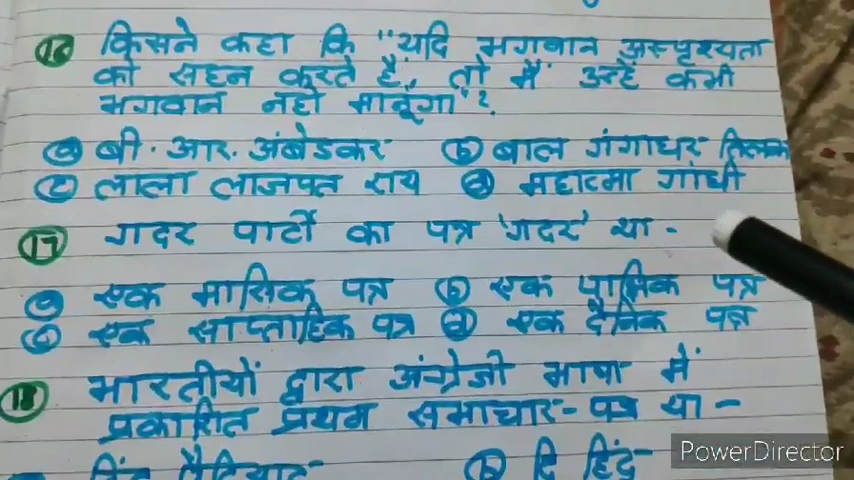 16 किसने कहा कि "यदि भगवान अस्पृश्यता
को सहन करते हैं, तो मैं उन्हें कभी
भगवान नहीं मानूंगा"?
a बी. आर. अंबेडकर b बाल गंगाधर तिलक
c लाला लाजपत राय d महात्मा गांधी
17 गदर पार्टी का पत्र 'गदर' था -
a एक मासिक पत्र b एक पाक्षिक पत्र
c एक साप्ताहिक पत्र d एक दैनिक पत्र
18 भारतीयों द्वारा अंग्रेजी भाषा में
प्रकाशित प्रथम समाचार-पत्र था -
हिंदू पैट्रियाट b दि हिंदू
PowerDirector